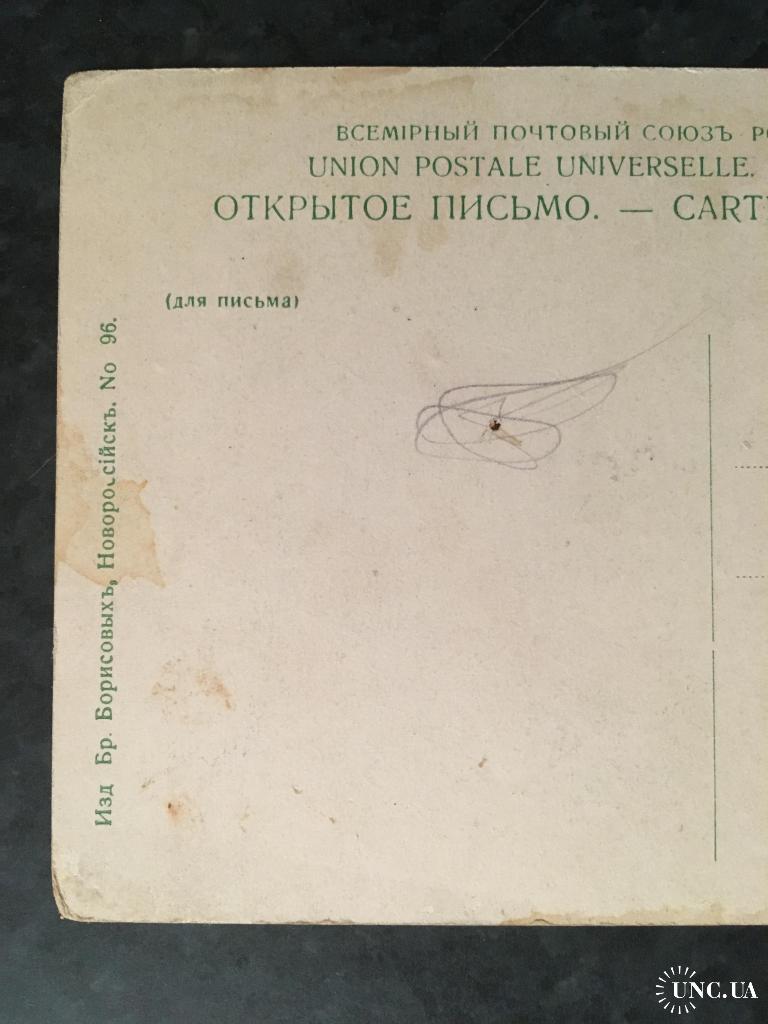 ВСЕМІРНЫЙ ПОЧТОВЫЙ СОЮЗЪ
UNION POSTALE UNIVERSELLE.
ОТКРЫТОЕ ПИСЬМО. —
(для письма)
Изд Бр. Борисовыхъ, Новороссійскъ. No 96.
UNC.UA